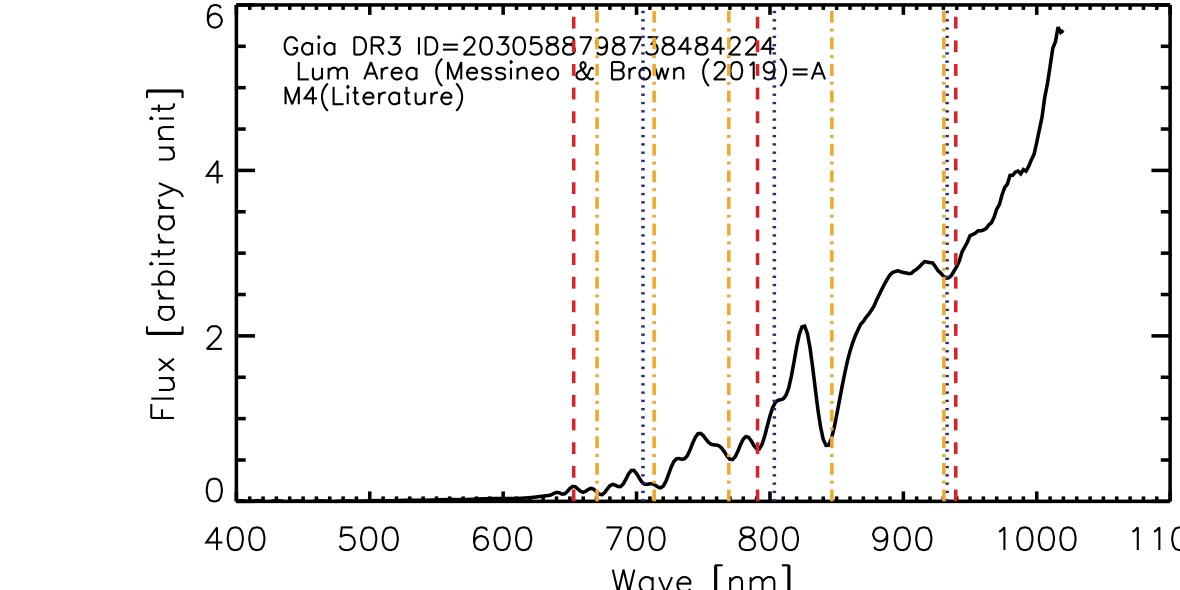 6
Gaia DR3 ID=2030588798738484224
Lum Area (Messineo & Brown (2019)=A
M4(Literature)
4
2
0
Flux [arbitrary unit]
400 500 600 700 800 900 1000 110
Wave [nm]